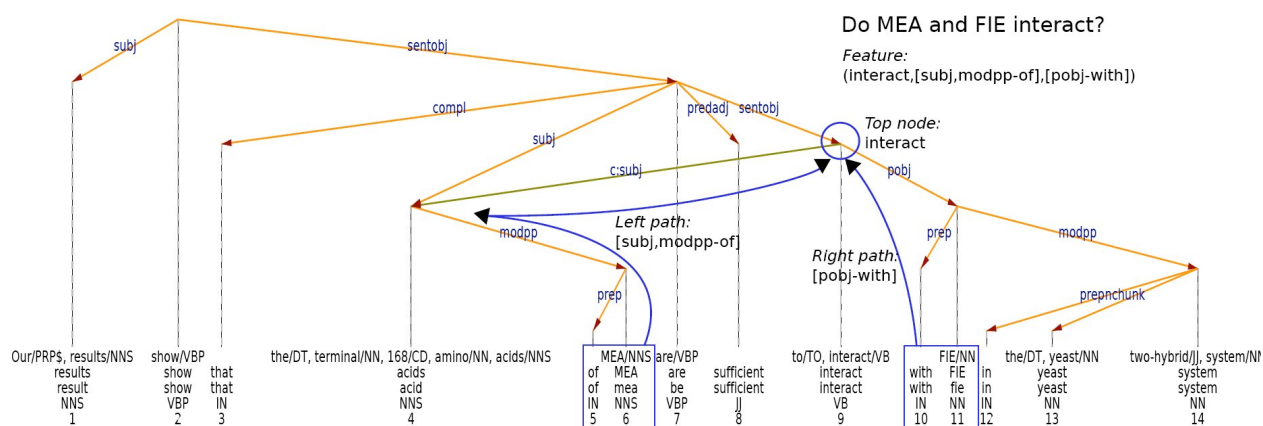 Do MEA and FIE interact?
subj
sentobj
Feature:
(interact,[subj,modpp-of],[pobj-with])
compl
predadj sentobj
subj
Top node:
interact
c:subj
pobj
Left path:
[subj,modpp-of]
modpp
prep
modpp
Right path:
[pobj-with]
prep
prepnchunk
Our/PRP$, results/NNS show/VBP the/DT, terminal/NN, 168/CD, amino/NN, acids/NNS MEA/NNS are/VBP to/TO, interact/VB FIE/NN the/DT, yeast/NN two-hybrid/JJ, system/NN
results show that acids of MEA are sufficient interact with FIE in yeast system
result show that acid of mea be sufficient interact with fie in yeast system
NNS VBP IN NNS IN NNS VBP JJ VB IN NN IN NN NN
1 2 3 4 5 6 7 8 9 10 11 12 13 14